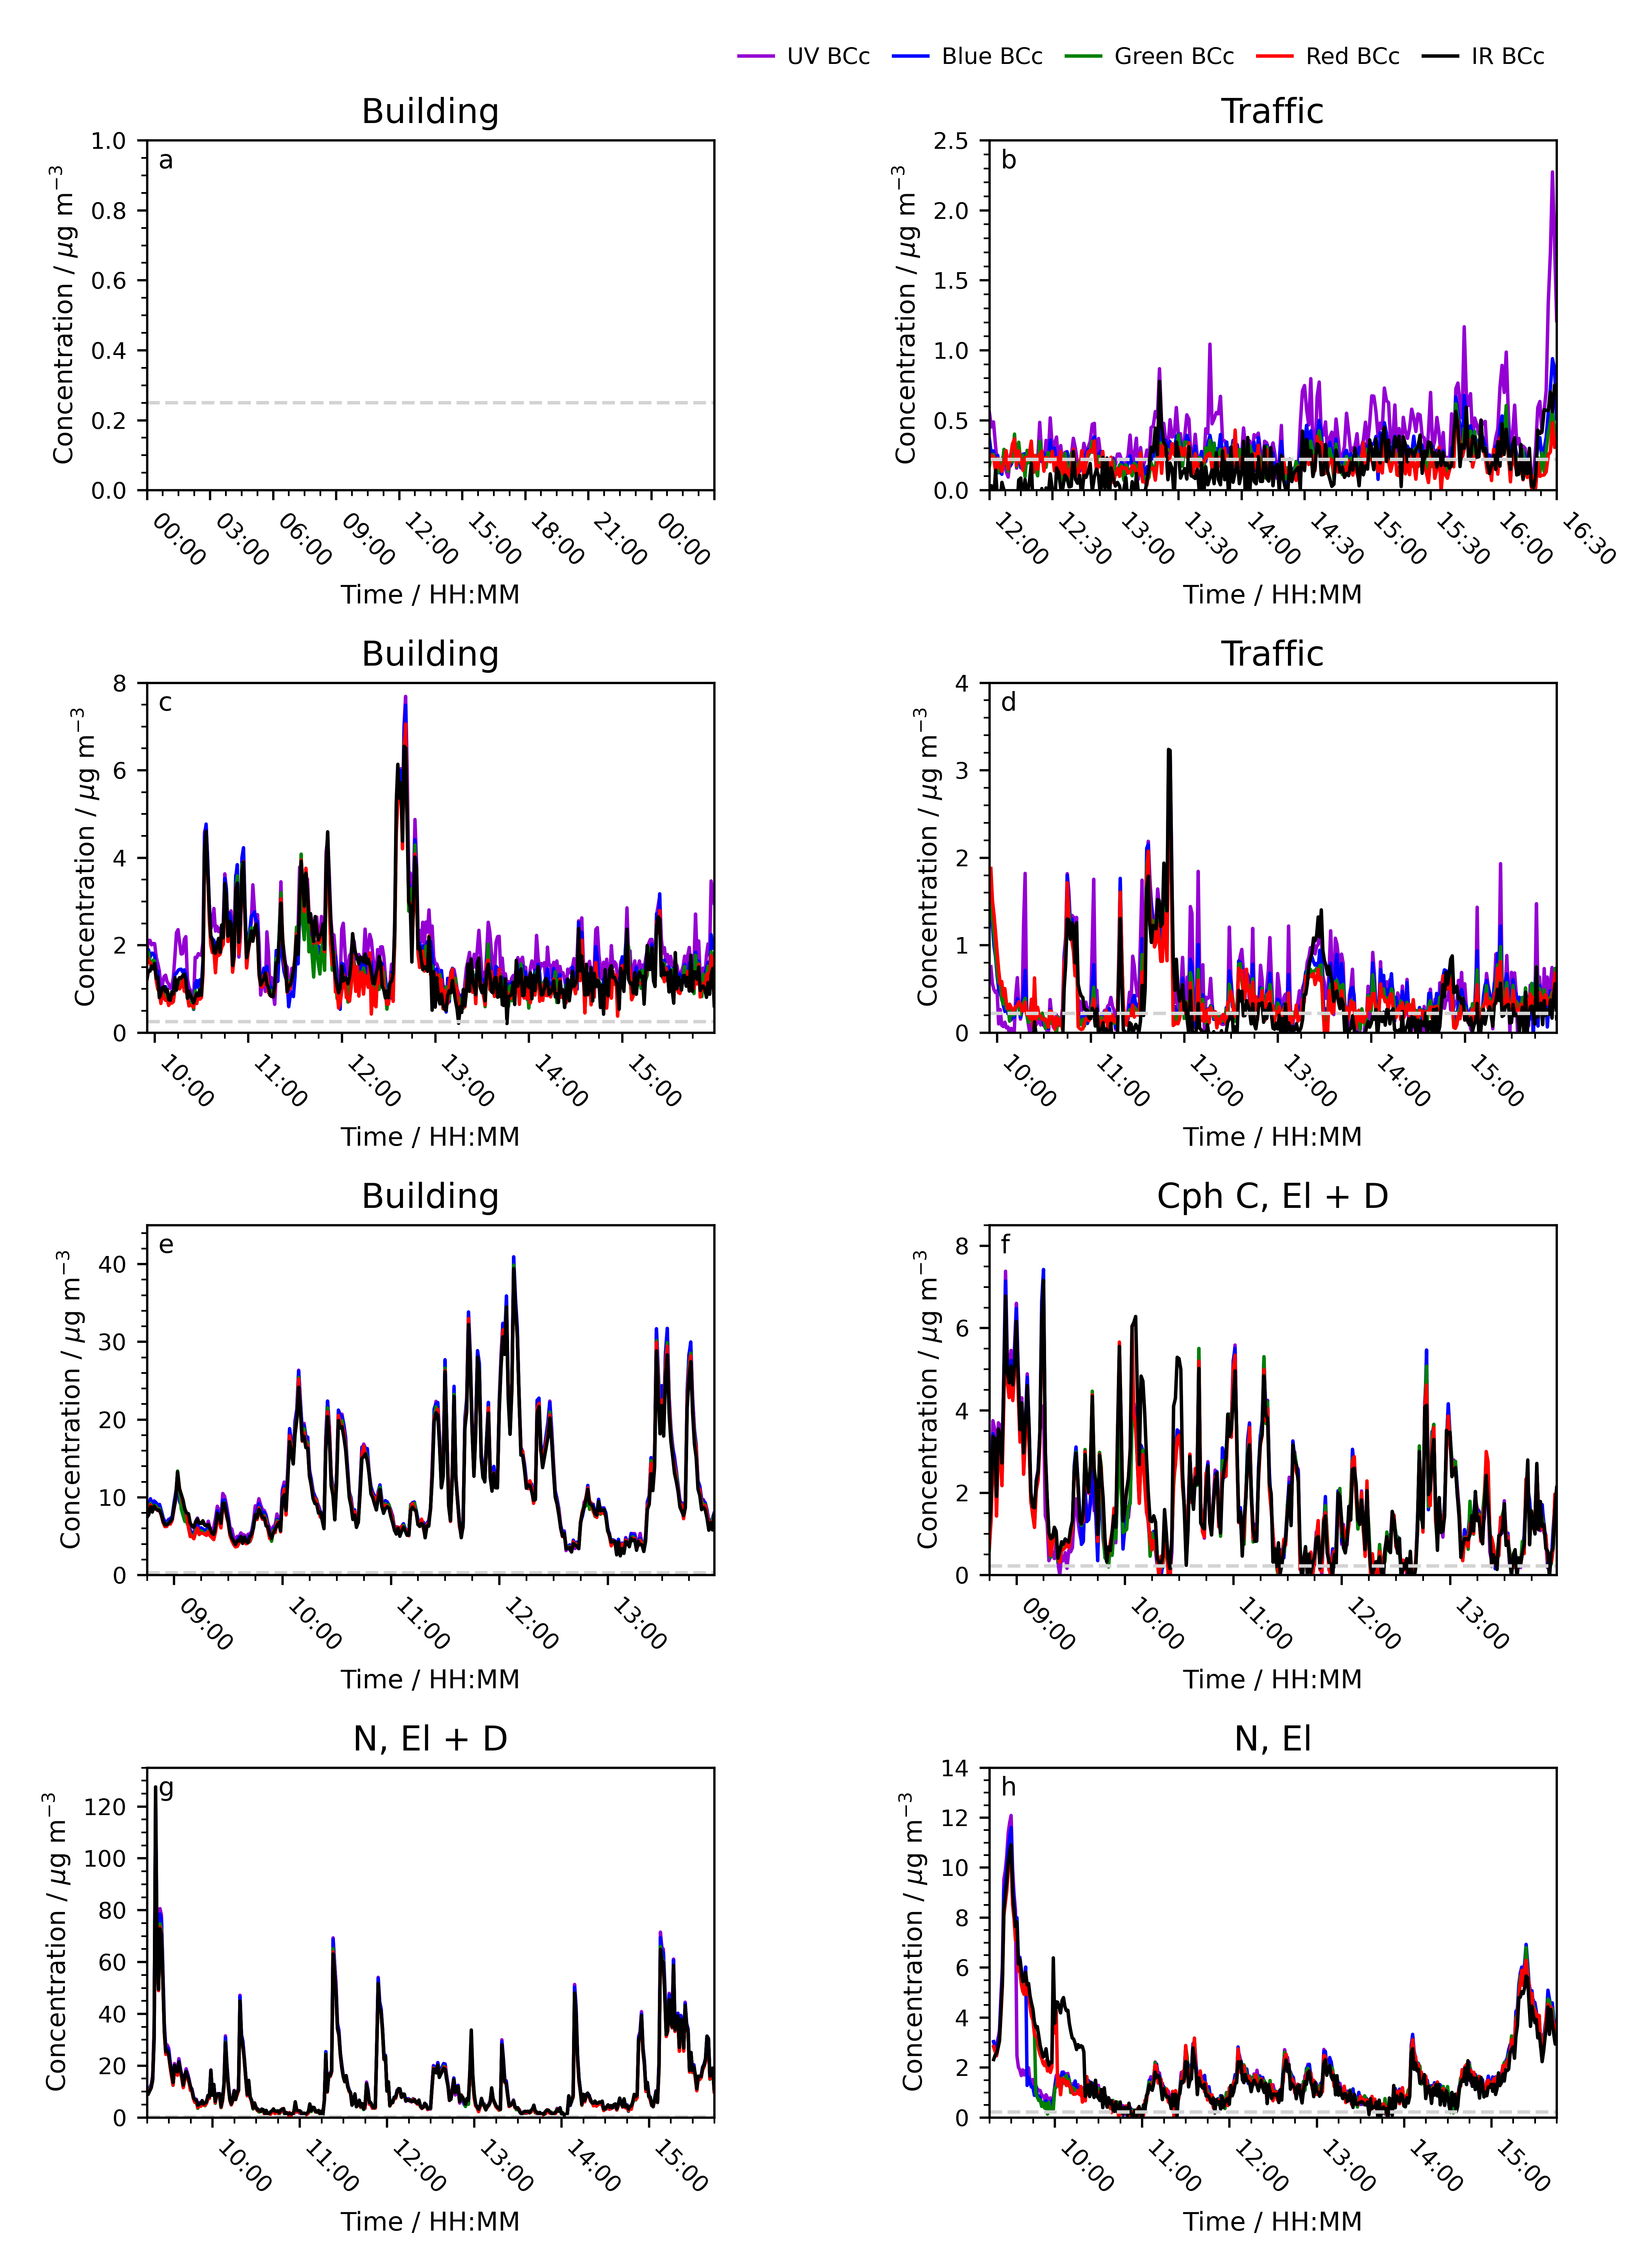 UV BCc Blue BCc Green BCc Red BCc IR BCc
Building
a
Concentration / μg m⁻³
1.0
0.8
0.6
0.4
0.2
0.0
00:00 03:00 06:00 09:00 12:00 15:00 18:00 21:00 00:00
Time / HH:MM
Traffic
b
Concentration / μg m⁻³
2.5
2.0
1.5
1.0
0.5
0.0
12:00 12:30 13:00 13:30 14:00 14:30 15:00 15:30 16:00 16:30
Time / HH:MM
Building
c
Concentration / μg m⁻³
8
6
4
2
0
10:00 11:00 12:00 13:00 14:00 15:00
Time / HH:MM
Traffic
d
Concentration / μg m⁻³
4
3
2
1
0
10:00 11:00 12:00 13:00 14:00 15:00
Time / HH:MM
Building
e
Concentration / μg m⁻³
40
30
20
10
0
09:00 10:00 11:00 12:00 13:00
Time / HH:MM
Cph C, El + D
f
Concentration / μg m⁻³
8
6
4
2
0
09:00 10:00 11:00 12:00 13:00
Time / HH:MM
N, El + D
g
Concentration / μg m⁻³
120
100
80
60
40
20
0
10:00 11:00 12:00 13:00 14:00 15:00
Time / HH:MM
N, El
h
Concentration / μg m⁻³
14
12
10
8
6
4
2
0
10:00 11:00 12:00 13:00 14:00 15:00
Time / HH:MM